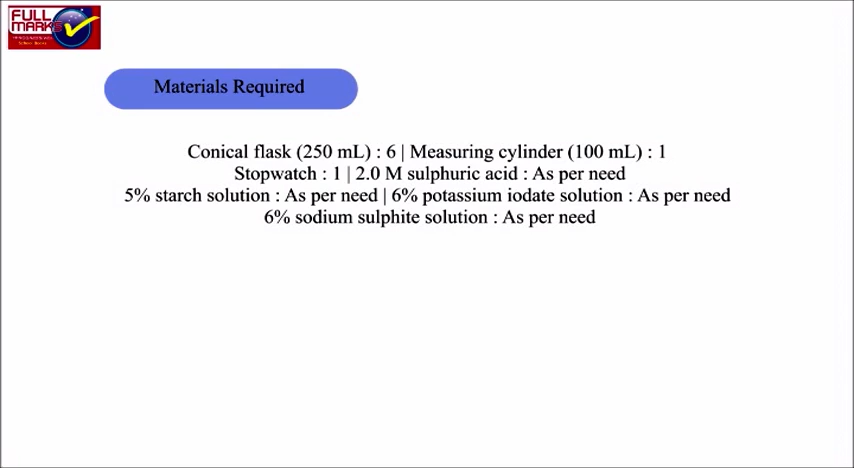 FULL
MARKS
Materials Required
Conical flask (250 mL) : 6 | Measuring cylinder (100 mL) : 1
Stopwatch : 1 | 2.0 M sulphuric acid : As per need
5% starch solution : As per need | 6% potassium iodate solution : As per need
6% sodium sulphite solution : As per need